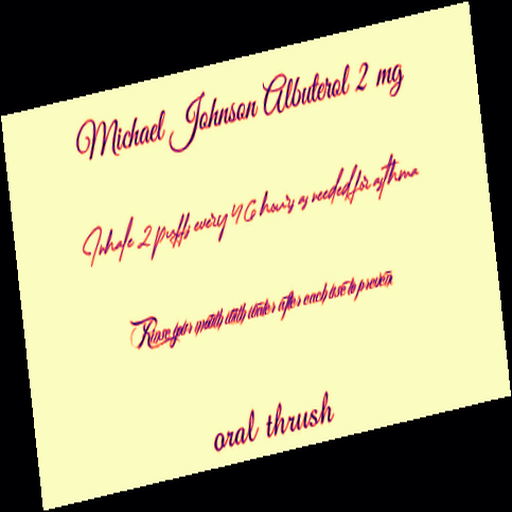 Michael Johnson Albuterol 2 mg
Inhale 2 puffs every 4 6 hours as needed for asthma
Rinse your mouth with water after each use to prevent
oral thrush